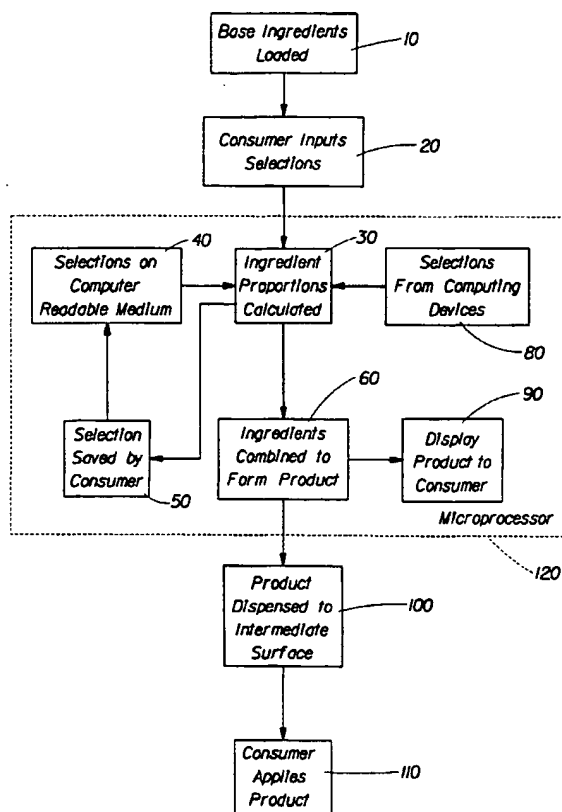 Base Ingredients
Loaded
10
Consumer Inputs
Selections
20
40
30
Selections on
Computer
Readable Medium
Ingredient
Proportions
Calculated
Selections
From Computing
Devices
80
60
90
Selection
Saved by
Consumer
50
Ingredients
Combined to
Form Product
Display
Product to
Consumer
Microprocessor
120
Product
Dispensed to
Intermediate
Surface
100
Consumer
Applies
Product
110